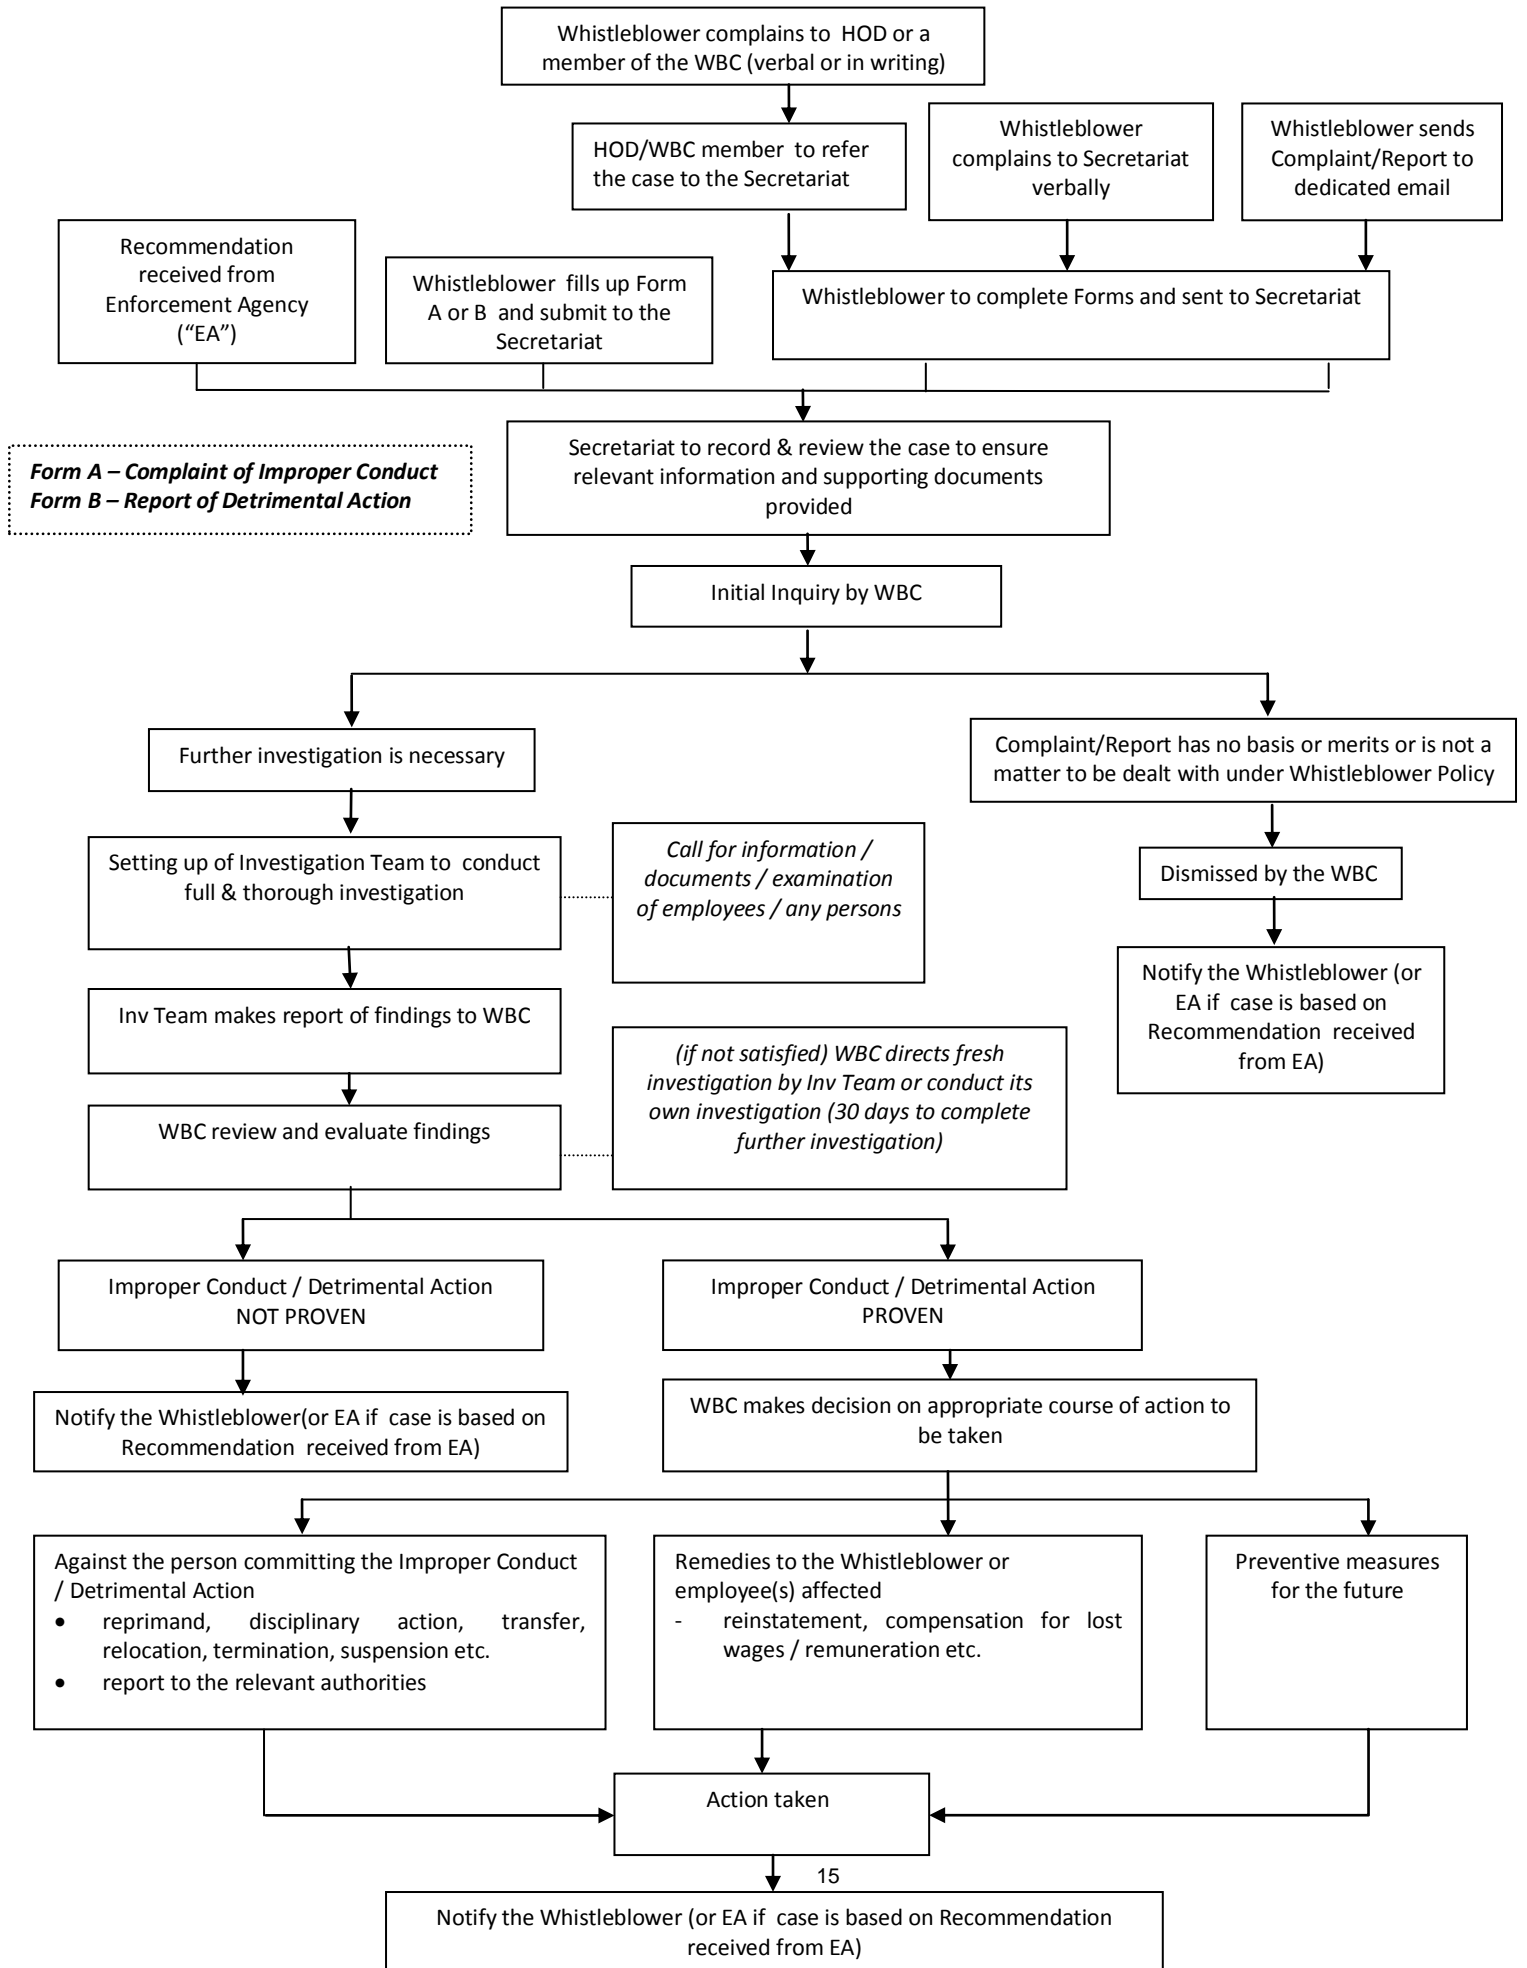 Whistleblower complains to HOD or a
member of the WBC (verbal or in writing)
HOD/WBC member to refer
the case to the Secretariat
Whistleblower
complains to Secretariat
verbally
Whistleblower sends
Complaint/Report to
dedicated email
Recommendation
received from
Enforcement Agency
(“EA”)
Whistleblower fills up Form
A or B and submit to the
Secretariat
Whistleblower to complete Forms and sent to Secretariat
Form A – Complaint of Improper Conduct
Form B – Report of Detrimental Action
Secretariat to record & review the case to ensure
relevant information and supporting documents
provided
Initial Inquiry by WBC
Further investigation is necessary
Complaint/Report has no basis or merits or is not a
matter to be dealt with under Whistleblower Policy
Setting up of Investigation Team to conduct
full & thorough investigation
Call for information /
documents / examination
of employees / any persons
Dismissed by the WBC
Notify the Whistleblower (or
EA if case is based on
Recommendation received
from EA)
Inv Team makes report of findings to WBC
(if not satisfied) WBC directs fresh
investigation by Inv Team or conduct its
own investigation (30 days to complete
further investigation)
WBC review and evaluate findings
Improper Conduct / Detrimental Action
NOT PROVEN
Improper Conduct / Detrimental Action
PROVEN
Notify the Whistleblower(or EA if case is based on
Recommendation received from EA)
WBC makes decision on appropriate course of action to
be taken
Against the person committing the Improper Conduct
/ Detrimental Action
• reprimand, disciplinary action, transfer,
relocation, termination, suspension etc.
• report to the relevant authorities
Remedies to the Whistleblower or
employee(s) affected
- reinstatement, compensation for lost
wages / remuneration etc.
Preventive measures
for the future
Action taken
15
Notify the Whistleblower (or EA if case is based on Recommendation
received from EA)